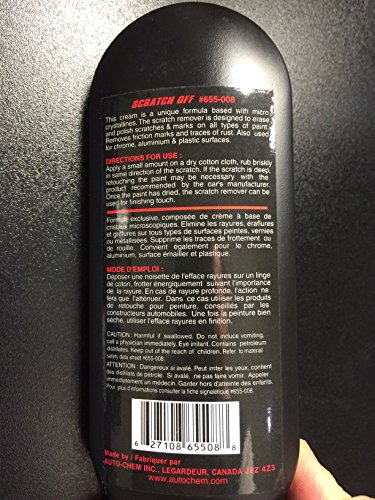 SCRATCH OFF #655-008
This cream is a unique formula based with micro
crystallines. The scratch remover is designed to erase
and polish scratches & marks on all types of paint.
Removes friction marks and traces of rust. Also used
for chrome, aluminium & plastic surfaces.
DIRECTIONS FOR USE :
Apply a small amount on a dry cotton cloth, rub briskly
in same direction of the scratch. If the scratch is deep,
retouching the paint may be necessary with the
product recommended by the car's manufacturer.
Once the paint has dried, the scratch remover can be
used for finishing touch.
Formule exclusive, composée de crème à base de
cristaux microscopiques. Elimine les rayures, éraflures
et griffures sur tous types de surfaces peintes, vernies
ou métallisées. Supprime les traces de frottement ou
de rouille. Convient également pour le chrome,
aluminium, surface émaillier et plastique.
MODE D'EMPLOI :
Déposer une noisette de l'efface rayures sur un linge
de coton, frotter énergiquement suivant l'importance
de la rayure. En cas de rayure profonde, l'action ne
fera que l'atténuer. Dans ce cas utilisez les produits
de retouche pour peinture, conseillés par les
constructeurs automobiles. Une fois la peinture bien
sèche, utilisez l'efface rayures en finition.
CAUTION : Harmful if swallowed. Do not induce vomiting,
call a physician immediately. Eye irritant. Contains petroleum
distillates. Keep out of the reach of children. Refer to material
safety data sheet #655-008.
ATTENTION : Dangereux si avalé. Peut irriter les yeux, contient
des distilats de pétrole. Si avalé, ne pas faire vomir. Appeler
immédiatement un médecin. Garder hors d'atteinte des enfants.
Pour plus d'informations consulter la fiche signalétique #655-008.
6 27108 65508 8
Made by / Fabriquer par
AUTO-CHEM INC., LEGARDEUR, CANADA J5Z 4Z3
www.autochem.com